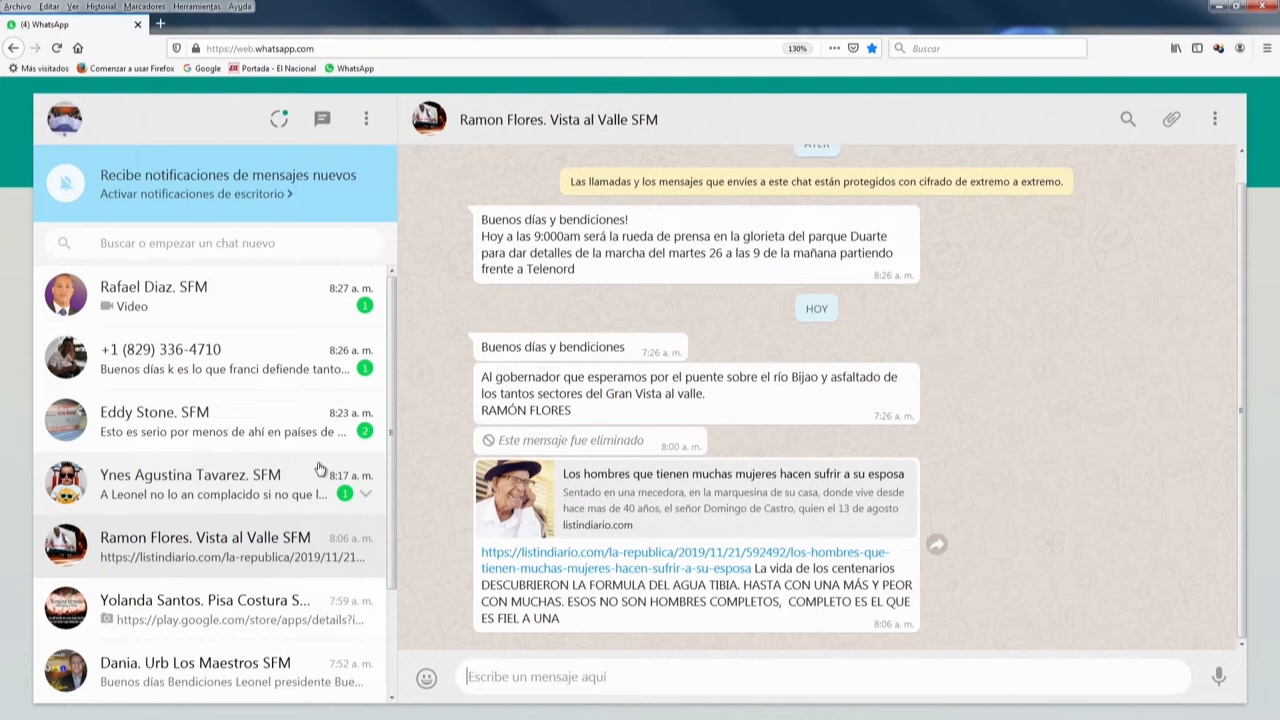 Archivo Editar Ver Historial Marcadores Herramientas Ayuda
(4) WhatsApp
https://web.whatsapp.com
130%
Buscar
Más visitados Comenzar a usar Firefox Google Portada - El Nacional WhatsApp
Ramon Flores. Vista al Valle SFM
Recibe notificaciones de mensajes nuevos
Activar notificaciones de escritorio >
Buscar o empezar un chat nuevo
Rafael Diaz. SFM 8:27 a. m.
Video 1
+1 (829) 336-4710 8:26 a. m.
Buenos días k es lo que franci defiende tanto... 1
Eddy Stone. SFM 8:23 a. m.
Esto es serio por menos de ahí en países de ... 2
Ynes Agustina Tavarez. SFM 8:17 a. m.
A Leonel no lo an complacido si no que l... 1
Ramon Flores. Vista al Valle SFM 8:06 a. m.
https://listindiario.com/la-republica/2019/11/21...
Yolanda Santos. Pisa Costura S... 7:59 a. m.
https://play.google.com/store/apps/details?i...
Dania. Urb Los Maestros SFM 7:52 a. m.
Buenos días Bendiciones Leonel presidente Bue...
AYER
Las llamadas y los mensajes que envíes a este chat están protegidos con cifrado de extremo a extremo.
Buenos días y bendiciones!
Hoy a las 9:000am será la rueda de prensa en la glorieta del parque Duarte
para dar detalles de la marcha del martes 26 a las 9 de la mañana partiendo
frente a Telenord
8:26 a. m.
HOY
Buenos días y bendiciones 7:26 a. m.
Al gobernador que esperamos por el puente sobre el río Bijao y asfaltado de
los tantos sectores del Gran Vista al valle.
RAMÓN FLORES
7:26 a. m.
Este mensaje fue eliminado 8:00 a. m.
Los hombres que tienen muchas mujeres hacen sufrir a su esposa
Sentado en una mecedora, en la marquesina de su casa, donde vive desde
hace mas de 40 años, el señor Domingo de Castro, quien el 13 de agosto
listindiario.com
https://listindiario.com/la-republica/2019/11/21/592492/los-hombres-que-
tienen-muchas-mujeres-hacen-sufrir-a-su-esposa La vida de los centenarios
DESCUBRIERON LA FORMULA DEL AGUA TIBIA. HASTA CON UNA MÁS Y PEOR
CON MUCHAS. ESOS NO SON HOMBRES COMPLETOS, COMPLETO ES EL QUE
ES FIEL A UNA
8:06 a. m.
Escribe un mensaje aquí